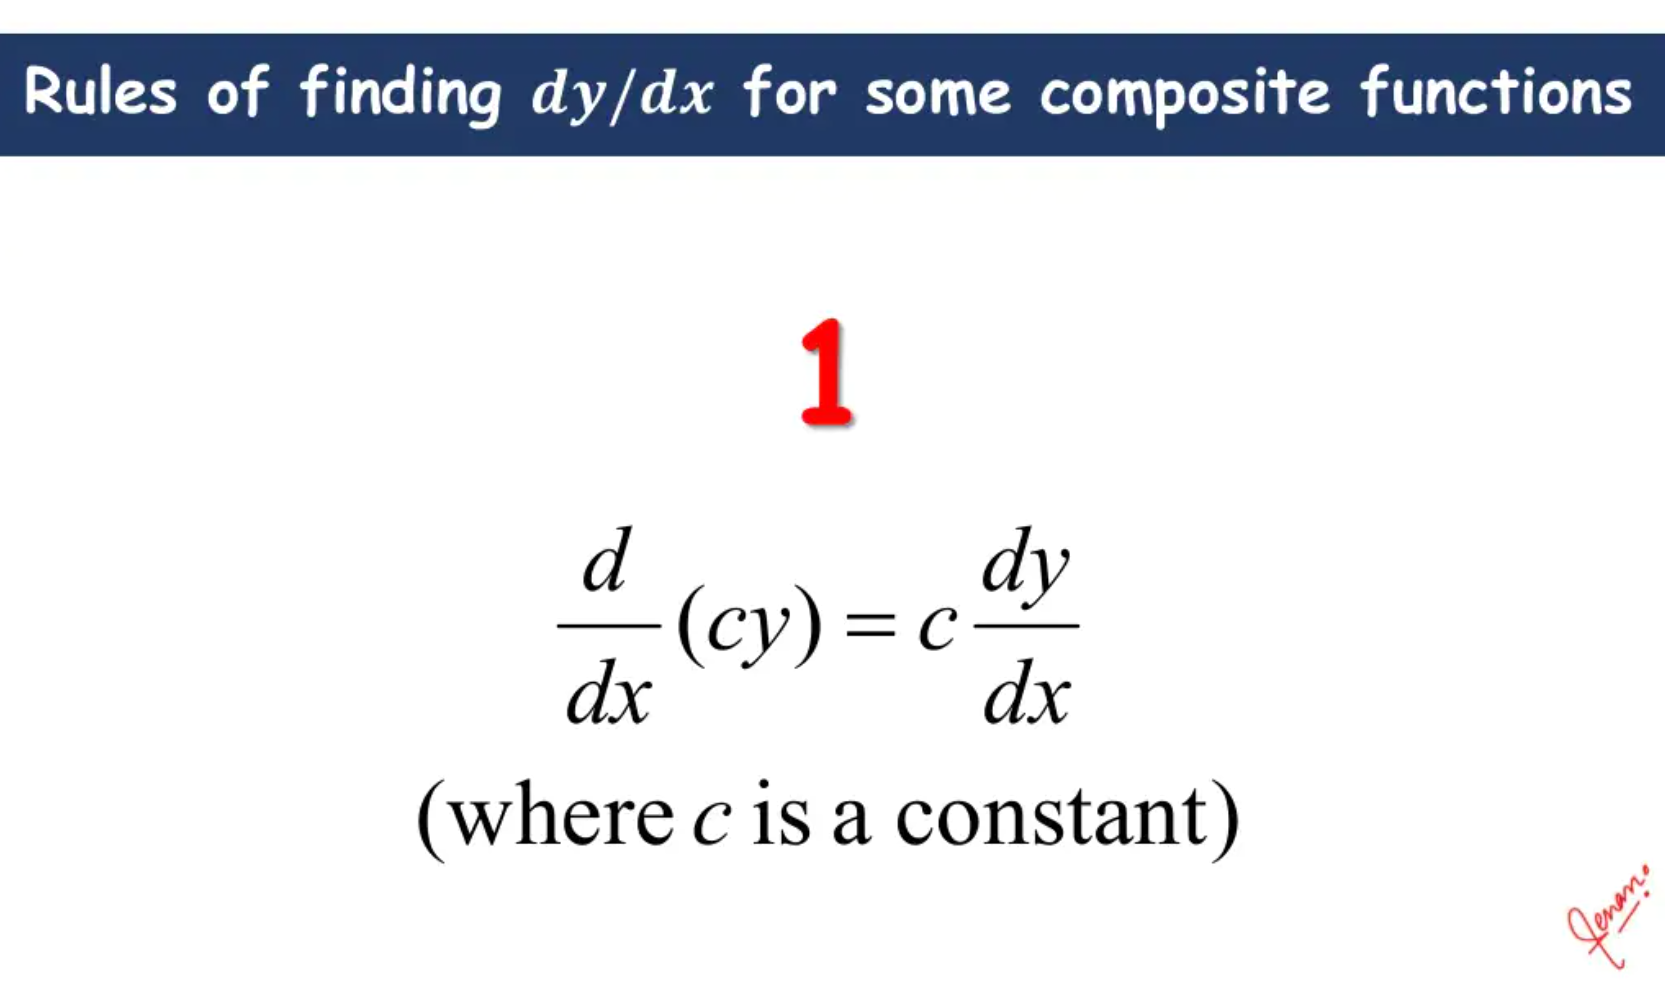 Rules of finding dy/dx for some composite functions
1
d/dx (cy) = c dy/dx
(where c is a constant)